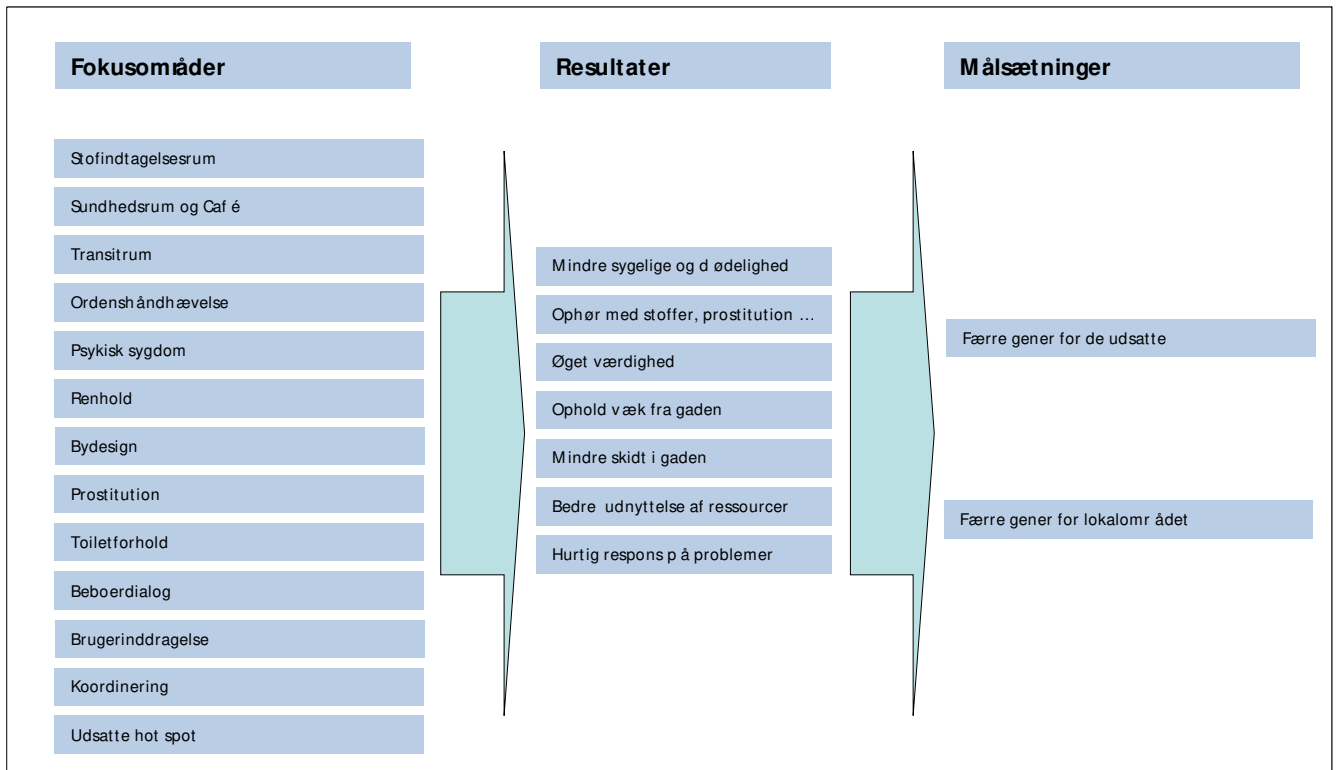 Fokusområder
Stofindtagelsesrum
Sundhedsrum og Café
Transitrum
Ordenshåndhævelse
Psykisk sygdom
Renhold
Bydesign
Prostitution
Toiletforhold
Beboerdialog
Brugerinddragelse
Koordinering
Udsatte hot spot
Resultater
Mindre sygelige og dødelighed
Ophør med stoffer, prostitution …
Øget værdighed
Ophold væk fra gaden
Mindre skidt i gaden
Bedre udnyttelse af ressourcer
Hurtig respons på problemer
Målsætninger
Færre gener for de udsatte
Færre gener for lokalområdet